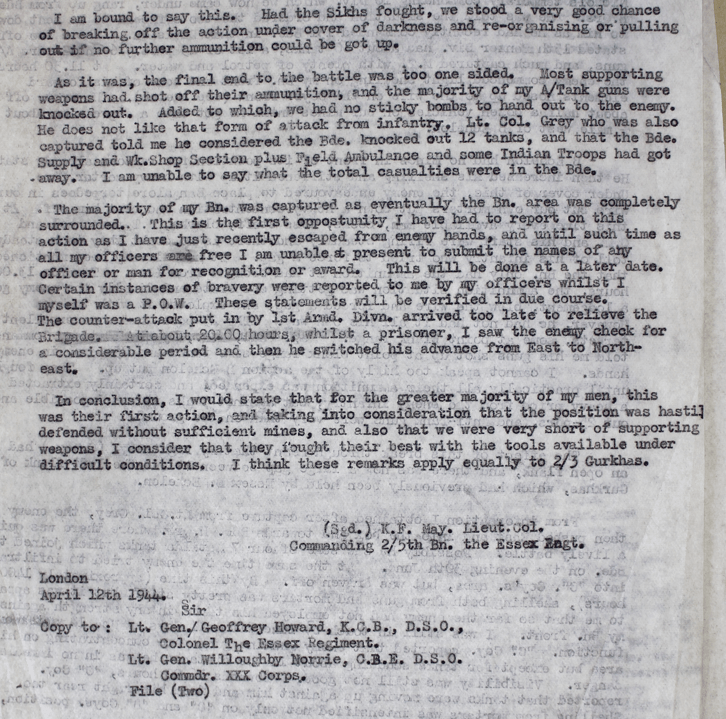 I am bound to say this. Had the Sikhs fought, we stood a very good chance
of breaking off the action under cover of darkness and re-organising or pulling
out if no further ammunition could be got up.
As it was, the final end to the battle was too one sided. Most supporting
weapons had shot off their ammunition, and the majority of my A/Tank guns were
knocked out. Added to which, we had no sticky bombs to hand out to the enemy.
He does not like that form of attack from infantry. Lt. Col. Grey who was also
captured told me he considered the Bde. knocked out 12 tanks, and that the Bde.
Supply and Wk.Shop Section plus Field Ambulance and some Indian Troops had got
away. I am unable to say what the total casualties were in the Bde.
The majority of my Bn. was captured as eventually the Bn. area was completely
surrounded. This is the first oppostunity I have had to report on this
action as I have just recently escaped from enemy hands, and until such time as
all my officers are free I am unable at present to submit the names of any
officer or man for recognition or award. This will be done at a later date.
Certain instances of bravery were reported to me by my officers whilst I
myself was a P.O.W. These statements will be verified in due course.
The counter-attack put in by 1st Armd. Divn. arrived too late to relieve the
Brigade. At about 20.00 hours, whilst a prisoner, I saw the enemy check for
a considerable period and then he switched his advance from East to North-
east.
In conclusion, I would state that for the greater majority of my men, this
was their first action, and taking into consideration that the position was hastil
defended without sufficient mines, and also that we were very short of supporting
weapons, I consider that they fought their best with the tools available under
difficult conditions. I think these remarks apply equally to 2/3 Gurkhas.
(Sgd.) K.F. May. Lieut.Col.
Commanding 2/5th Bn. the Essex Regt.
London
April 12th 1944.
Sir
Copy to : Lt. Gen./ Geoffrey Howard, K.C.B., D.S.O.,
Colonel The Essex Regiment.
Lt. Gen. Willoughby Norrie, C.B.E. D.S.O.
Commdr. XXX Corps.
File (Two)